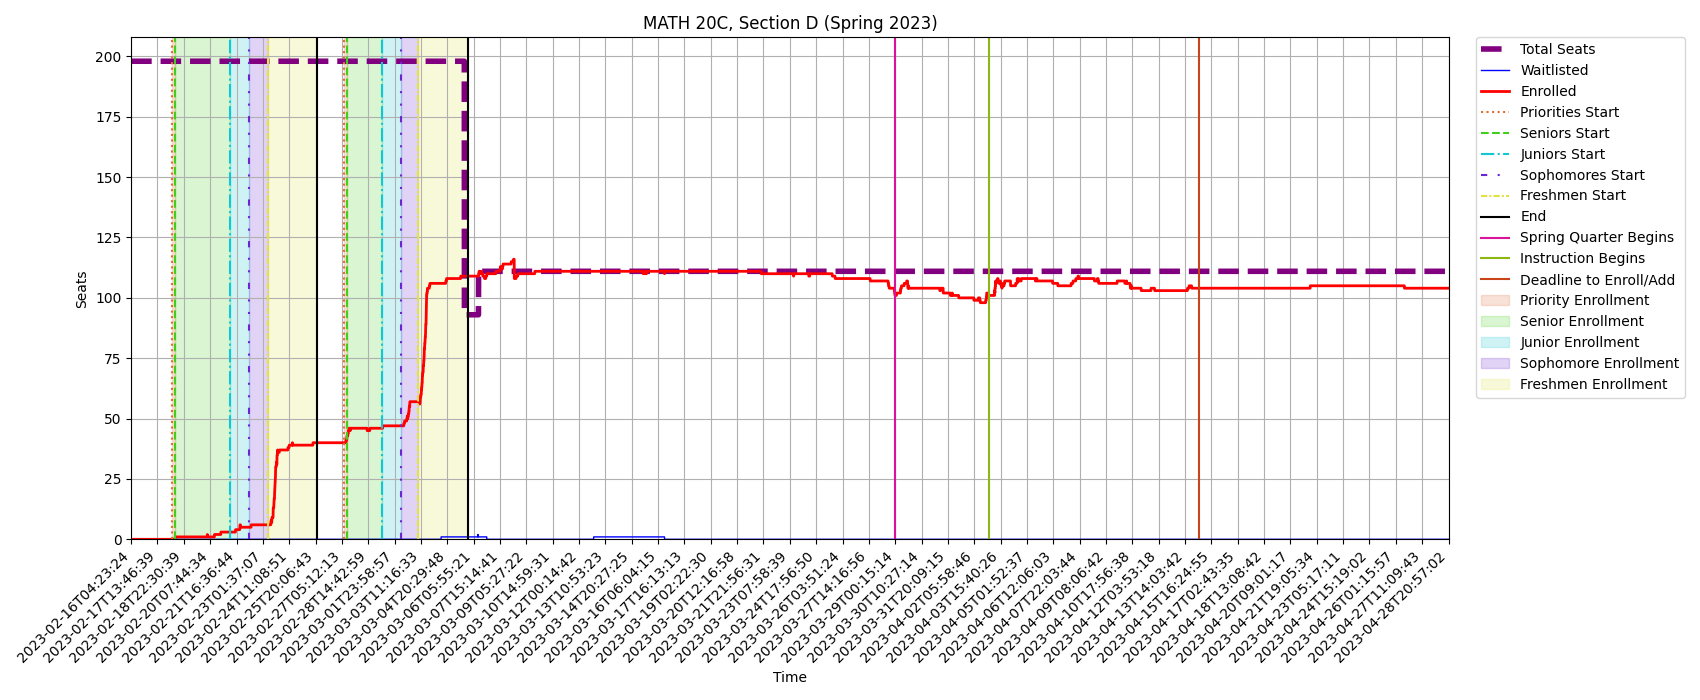 MATH 20C, Section D (Spring 2023)
Seats
200
175
150
125
100
75
50
25
0
2023-02-16T04:23:24
2023-02-17T13:46:39
2023-02-18T22:30:39
2023-02-20T07:44:34
2023-02-21T16:36:44
2023-02-23T01:37:07
2023-02-24T11:08:51
2023-02-25T20:06:43
2023-02-27T05:12:13
2023-02-28T14:42:59
2023-03-01T23:58:57
2023-03-03T11:16:33
2023-03-04T20:29:48
2023-03-06T05:55:21
2023-03-07T15:14:41
2023-03-09T05:27:22
2023-03-10T14:59:31
2023-03-12T00:14:42
2023-03-13T10:53:23
2023-03-14T20:27:25
2023-03-16T06:04:15
2023-03-17T16:13:13
2023-03-19T02:22:30
2023-03-20T12:16:58
2023-03-21T21:56:31
2023-03-23T07:58:39
2023-03-24T17:56:50
2023-03-26T03:51:24
2023-03-27T14:16:56
2023-03-29T00:15:14
2023-03-30T10:27:14
2023-03-31T20:09:15
2023-04-02T05:58:46
2023-04-03T15:40:26
2023-04-05T01:52:37
2023-04-06T12:06:03
2023-04-07T22:03:44
2023-04-09T08:06:42
2023-04-10T17:56:38
2023-04-12T03:53:18
2023-04-13T14:03:42
2023-04-15T16:24:55
2023-04-17T02:43:35
2023-04-18T13:08:42
2023-04-20T09:01:17
2023-04-21T19:05:34
2023-04-23T05:17:11
2023-04-24T15:19:02
2023-04-26T01:15:57
2023-04-27T11:09:43
2023-04-28T20:57:02
Time
Total Seats
Waitlisted
Enrolled
Priorities Start
Seniors Start
Juniors Start
Sophomores Start
Freshmen Start
End
Spring Quarter Begins
Instruction Begins
Deadline to Enroll/Add
Priority Enrollment
Senior Enrollment
Junior Enrollment
Sophomore Enrollment
Freshmen Enrollment